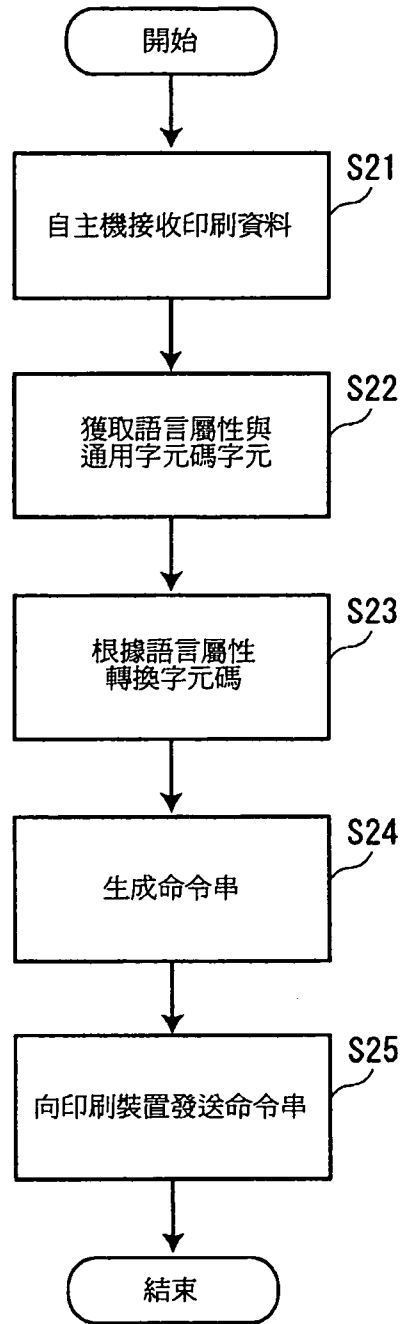 開始
S21
自主機接收印刷資料
S22
獲取語言屬性與
通用字元碼字元
S23
根據語言屬性
轉換字元碼
S24
生成命令串
S25
向印刷裝置發送命令串
結束